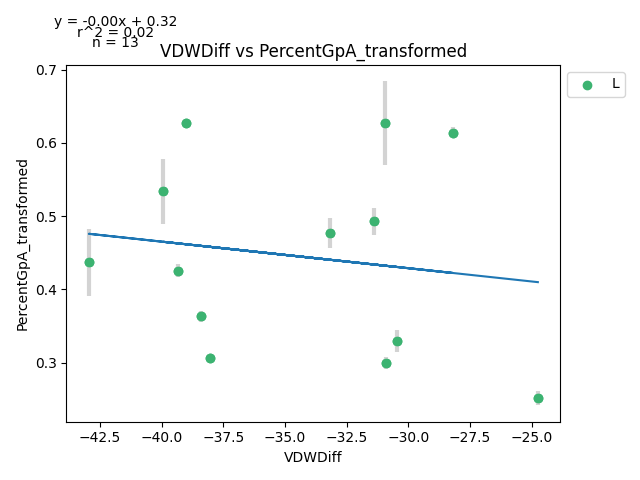 y = -0.00x + 0.32
r^2 = 0.02
n = 13
VDWDiff vs PercentGpA_transformed
L
PercentGpA_transformed
0.7
0.6
0.5
0.4
0.3
−42.5 −40.0 −37.5 −35.0 −32.5 −30.0 −27.5 −25.0
VDWDiff